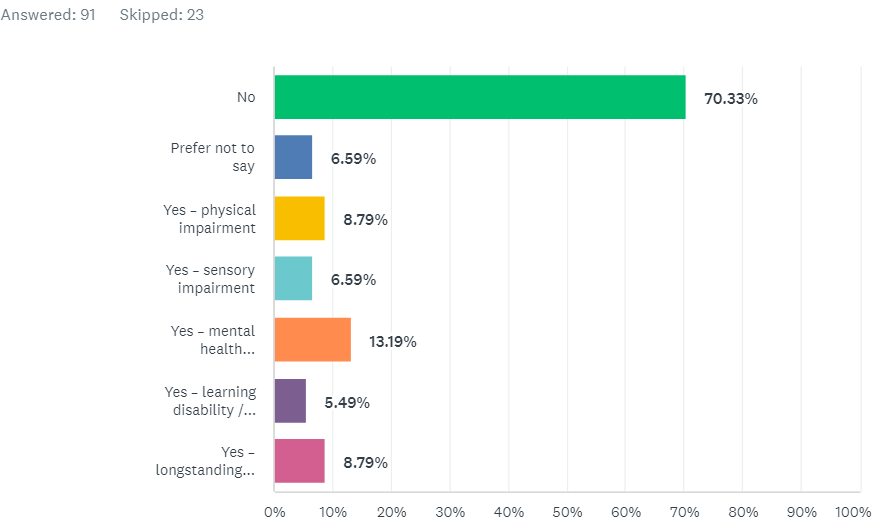 Answered: 91 Skipped: 23
No
70.33%
Prefer not to
say
6.59%
Yes – physical
impairment
8.79%
Yes – sensory
impairment
6.59%
Yes – mental
health...
13.19%
Yes – learning
disability /...
5.49%
Yes –
longstanding...
8.79%
0% 10% 20% 30% 40% 50% 60% 70% 80% 90% 100%